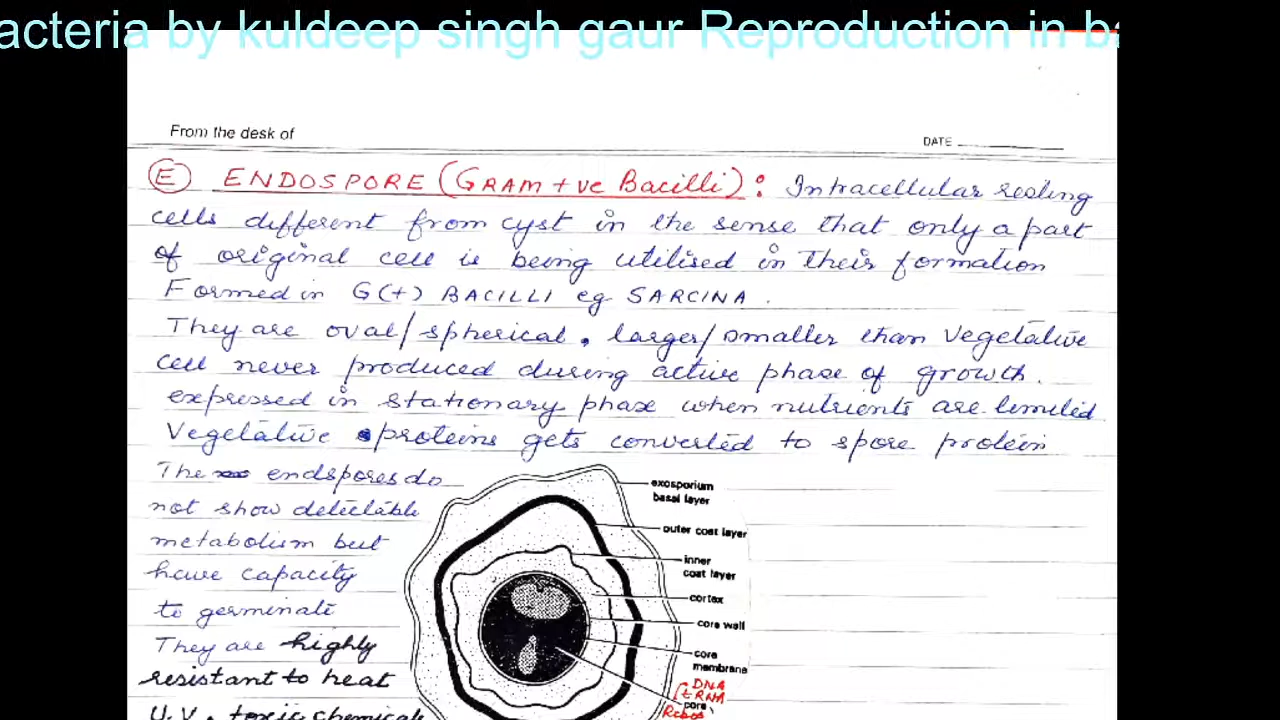 acteria by kuldeep singh gaur Reproduction in ba
From the desk of
DATE
E ENDOSPORE (GRAM +ve Bacilli) : Intracellular resting
cells different from cyst in the sense that only a part
of original cell is being utilised in their formation
Formed in G(+) BACILLI eg SARCINA .
They are oval/spherical. larger/smaller than vegetative
cell never produced during active phase of growth.
expressed in stationary phase when nutrients are limited
Vegetative proteins gets converted to spore protein
The endspores do
not show detectable
metabolism but
have capacity
to germinate
They are highly
resistant to heat
U.V. toxic chemicals
exosporium
basal layer
outer coat layer
inner
coat layer
cortex
core wall
core
membrane
core
DNA
tRNA
Ribos